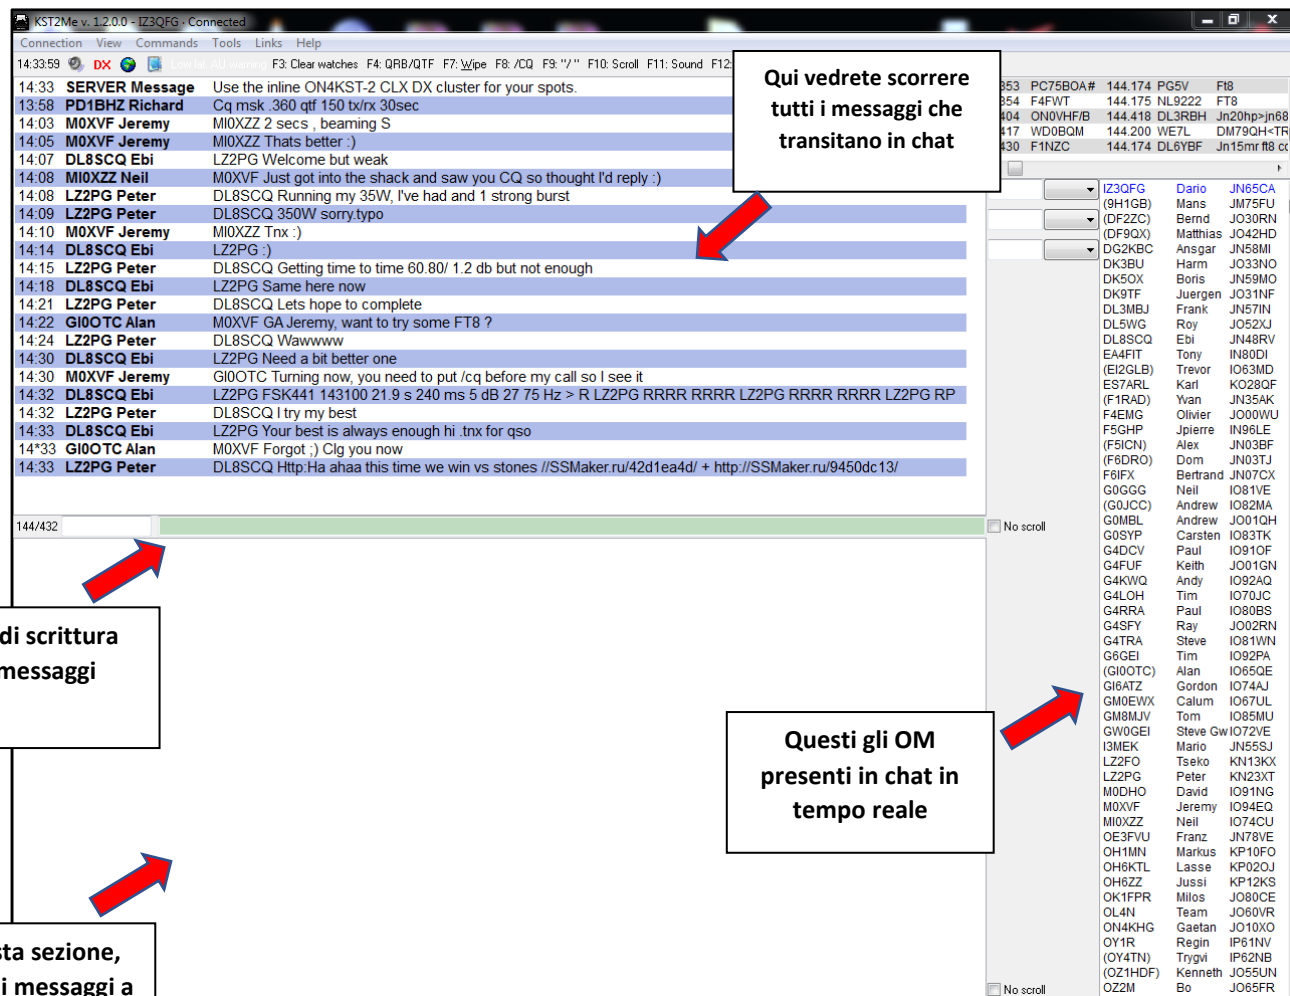 KST2Me v. 1.2.0.0 - IZ3QFG - Connected
Connection View Commands Tools Links Help
14:33:59 DX F3: Clear watches F4: QRB/QTF F7: Wipe F8: /CQ F9: "/" F10: Scroll F11: Sound F12:
14:33 SERVER Message Use the inline ON4KST-2 CLX DX cluster for your spots.
13:58 PD1BHZ Richard Cq msk .360 qtf 150 tx/rx 30sec
14:03 M0XVF Jeremy MI0XZZ 2 secs , beaming S
14:05 M0XVF Jeremy MI0XZZ Thats better :)
14:07 DL8SCQ Ebi LZ2PG Welcome but weak
14:08 MI0XZZ Neil M0XVF Just got into the shack and saw you CQ so thought I'd reply :)
14:08 LZ2PG Peter DL8SCQ Running my 35W, I've had and 1 strong burst
14:09 LZ2PG Peter DL8SCQ 350W sorry.typo
14:10 M0XVF Jeremy MI0XZZ Tnx :)
14:14 DL8SCQ Ebi LZ2PG :)
14:15 LZ2PG Peter DL8SCQ Getting time to time 60.80/ 1.2 db but not enough
14:18 DL8SCQ Ebi LZ2PG Same here now
14:21 LZ2PG Peter DL8SCQ Lets hope to complete
14:22 GI0OTC Alan M0XVF GA Jeremy, want to try some FT8 ?
14:24 LZ2PG Peter DL8SCQ Wawwww
14:30 DL8SCQ Ebi LZ2PG Need a bit better one
14:30 M0XVF Jeremy GI0OTC Turning now, you need to put /cq before my call so I see it
14:32 DL8SCQ Ebi LZ2PG FSK441 143100 21.9 s 240 ms 5 dB 27 75 Hz > R LZ2PG RRRR RRRR LZ2PG RRRR RRRR LZ2PG RP
14:32 LZ2PG Peter DL8SCQ I try my best
14:33 DL8SCQ Ebi LZ2PG Your best is always enough hi .tnx for qso
14*33 GI0OTC Alan M0XVF Forgot ;) Clg you now
14:33 LZ2PG Peter DL8SCQ Http:Ha ahaa this time we win vs stones //SSMaker.ru/42d1ea4d/ + http://SSMaker.ru/9450dc13/
Qui vedrete scorrere
tutti i messaggi che
transitano in chat
353 PC75BOA# 144.174 PG5V Ft8
354 F4FWT 144.175 NL9222 FT8
404 ON0VHF/B 144.418 DL3RBH Jn20hp>jn68
417 WD0BQM 144.200 WE7L DM79QH<TR
430 F1NZC 144.174 DL6YBF Jn15mr ft8 cc
144/432
No scroll
di scrittura
messaggi
sta sezione,
i messaggi a
Questi gli OM
presenti in chat in
tempo reale
IZ3QFG Dario JN65CA
(9H1GB) Mans JM75FU
(DF2ZC) Bernd JO30RN
(DF9QX) Matthias JO42HD
DG2KBC Ansgar JN58MI
DK3BU Harm JO33NO
DK5OX Boris JN59MO
DK9TF Juergen JO31NF
DL3MBJ Frank JN57IN
DL5WG Roy JO52XJ
DL8SCQ Ebi JN48RV
EA4FIT Tony IN80DI
(EI2GLB) Trevor IO63MD
ES7ARL Karl KO28QF
(F1RAD) Yvan JN35AK
F4EMG Olivier JO00WU
F5GHP Jpierre IN96LE
(F5ICN) Alex JN03BF
(F6DRO) Dom JN03TJ
F6IFX Bertrand JN07CX
G0GGG Neil IO81VE
(G0JCC) Andrew IO82MA
G0MBL Andrew JO01QH
G0SYP Carsten IO83TK
G4DCV Paul IO91OF
G4FUF Keith JO01GN
G4KWQ Andy IO92AQ
G4LOH Tim IO70JC
G4RRA Paul IO80BS
G4SFY Ray JO02RN
G4TRA Steve IO81WN
G6GEI Tim IO92PA
(GI0OTC) Alan IO65QE
GI6ATZ Gordon IO74AJ
GM0EWX Calum IO67UL
GM8MJV Tom IO85MU
GW0GEI Steve Gw IO72VE
I3MEK Mario JN55SJ
LZ2FO Tseko KN13KX
LZ2PG Peter KN23XT
M0DHO David IO91NG
M0XVF Jeremy IO94EQ
MI0XZZ Neil IO74CU
OE3FVU Franz JN78VE
OH1MN Markus KP10FO
OH6KTL Lasse KP02OJ
OH6ZZ Jussi KP12KS
OK1FPR Milos JO80CE
OL4N Team JO60VR
ON4KHG Gaetan JO10XO
OY1R Regin IP61NV
(OY4TN) Trygvi IP62NB
(OZ1HDF) Kenneth JO55UN
OZ2M Bo JO65FR
No scroll